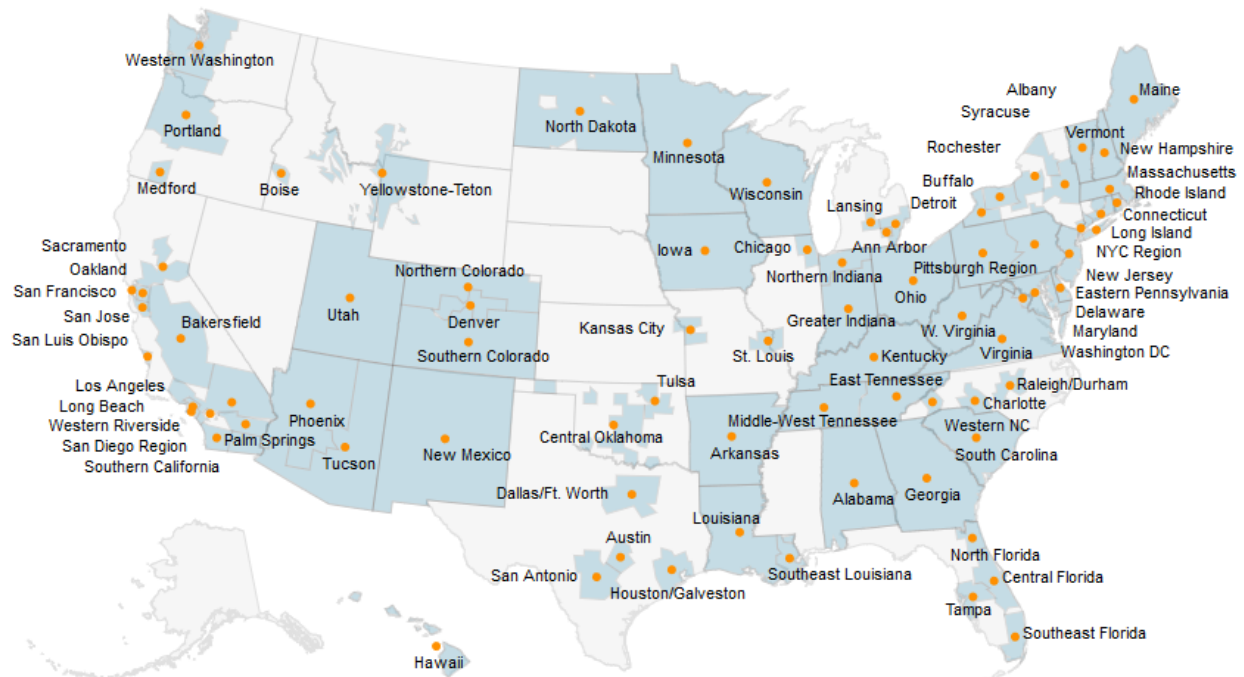 Western Washington
Portland
Medford
Boise
Yellowstone-Teton
North Dakota
Minnesota
Wisconsin
Iowa
Chicago
Lansing
Detroit
Ann Arbor
Northern Indiana
Greater Indiana
Ohio
Pittsburgh Region
Albany
Syracuse
Rochester
Buffalo
Maine
Vermont
New Hampshire
Massachusetts
Rhode Island
Connecticut
Long Island
NYC Region
New Jersey
Eastern Pennsylvania
Delaware
Maryland
Washington DC
W. Virginia
Virginia
Kentucky
East Tennessee
Middle-West Tennessee
Raleigh/Durham
Charlotte
Western NC
South Carolina
Georgia
Alabama
North Florida
Central Florida
Tampa
Southeast Florida
Sacramento
Oakland
San Francisco
San Jose
San Luis Obispo
Bakersfield
Los Angeles
Long Beach
Western Riverside
San Diego Region
Southern California
Palm Springs
Utah
Northern Colorado
Denver
Southern Colorado
Phoenix
Tucson
New Mexico
Kansas City
St. Louis
Tulsa
Central Oklahoma
Arkansas
Dallas/Ft. Worth
Austin
San Antonio
Houston/Galveston
Louisiana
Southeast Louisiana
Hawaii